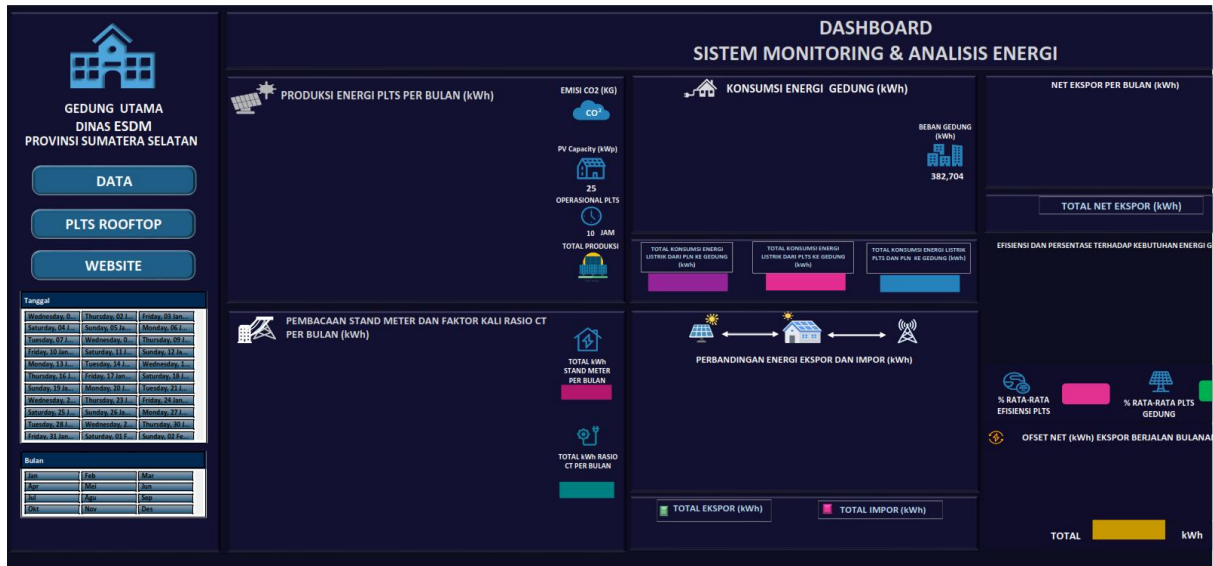 DASHBOARD
SISTEM MONITORING & ANALISIS ENERGI
GEDUNG UTAMA
DINAS ESDM
PROVINSI SUMATERA SELATAN
DATA
PLTS ROOFTOP
WEBSITE
Tanggal
Wednesday, 0... Thursday, 02 J... Friday, 03 Jan...
Saturday, 04 J... Sunday, 05 Ja... Monday, 06 J...
Tuesday, 07 J... Wednesday, 0... Thursday, 09 J...
Friday, 10 Jan... Saturday, 11 J... Sunday, 12 Ja...
Monday, 13 J... Tuesday, 14 J... Wednesday, 1...
Thursday, 16 J... Friday, 17 Jan... Saturday, 18 J...
Sunday, 19 Ja... Monday, 20 J... Tuesday, 21 J...
Wednesday, 2... Thursday, 23 J... Friday, 24 Jan...
Saturday, 25 J... Sunday, 26 Ja... Monday, 27 J...
Tuesday, 28 J... Wednesday, 2... Thursday, 30 J...
Friday, 31 Jan... Saturday, 01 F... Sunday, 02 Fe...
Bulan
Jan Feb Mar
Apr Mei Jun
Jul Agu Sep
Okt Nov Des
PRODUKSI ENERGI PLTS PER BULAN (kWh)
EMISI CO2 (KG)
CO²
PV Capacity (kWp)
25
OPERASIONAL PLTS
10 JAM
TOTAL PRODUKSI
PEMBACAAN STAND METER DAN FAKTOR KALI RASIO CT
PER BULAN (kWh)
TOTAL kWh
STAND METER
PER BULAN
TOTAL kWh RASIO
CT PER BULAN
KONSUMSI ENERGI GEDUNG (kWh)
BEBAN GEDUNG
(kWh)
382,704
TOTAL KONSUMSI ENERGI
LISTRIK DARI PLN KE GEDUNG
(kWh)
TOTAL KONSUMSI ENERGI
LISTRIK DARI PLTS KE GEDUNG
(kWh)
TOTAL KONSUMSI ENERGI LISTRIK
PLTS DAN PLN KE GEDUNG (kWh)
PERBANDINGAN ENERGI EKSPOR DAN IMPOR (kWh)
TOTAL EKSPOR (kWh)
TOTAL IMPOR (kWh)
NET EKSPOR PER BULAN (kWh)
TOTAL NET EKSPOR (kWh)
EFISIENSI DAN PERSENTASE TERHADAP KEBUTUHAN ENERGI G
% RATA-RATA
EFISIENSI PLTS
% RATA-RATA PLTS
GEDUNG
OFSET NET (kWh) EKSPOR BERJALAN BULANA
TOTAL kWh